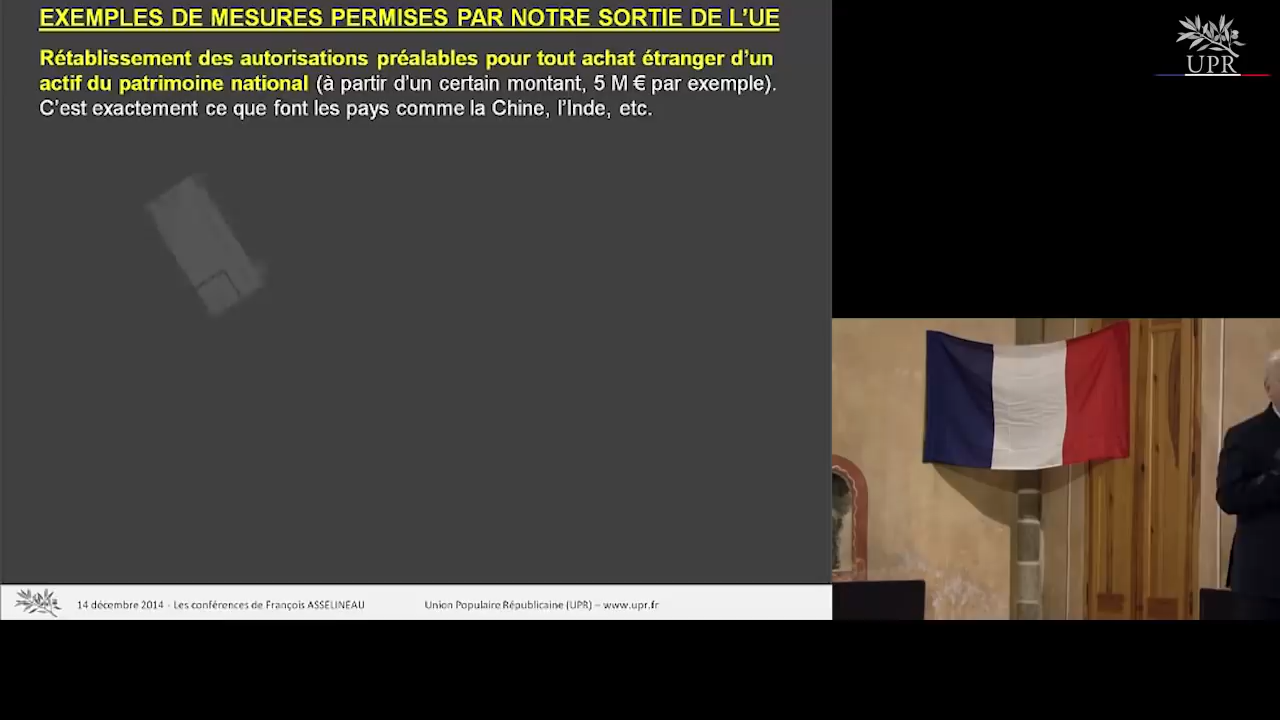 EXEMPLES DE MESURES PERMISES PAR NOTRE SORTIE DE L’UE
Rétablissement des autorisations préalables pour tout achat étranger d’un
actif du patrimoine national (à partir d’un certain montant, 5 M € par exemple).
C’est exactement ce que font les pays comme la Chine, l’Inde, etc.
UPR
14 décembre 2014 - Les conférences de François ASSELINEAU
Union Populaire Républicaine (UPR) – www.upr.fr